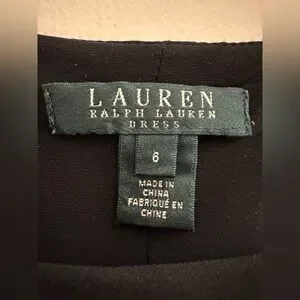 LAUREN
RALPH LAUREN
DRESS
6
MADE IN
CHINA
FABRIQUÉ EN
CHINE